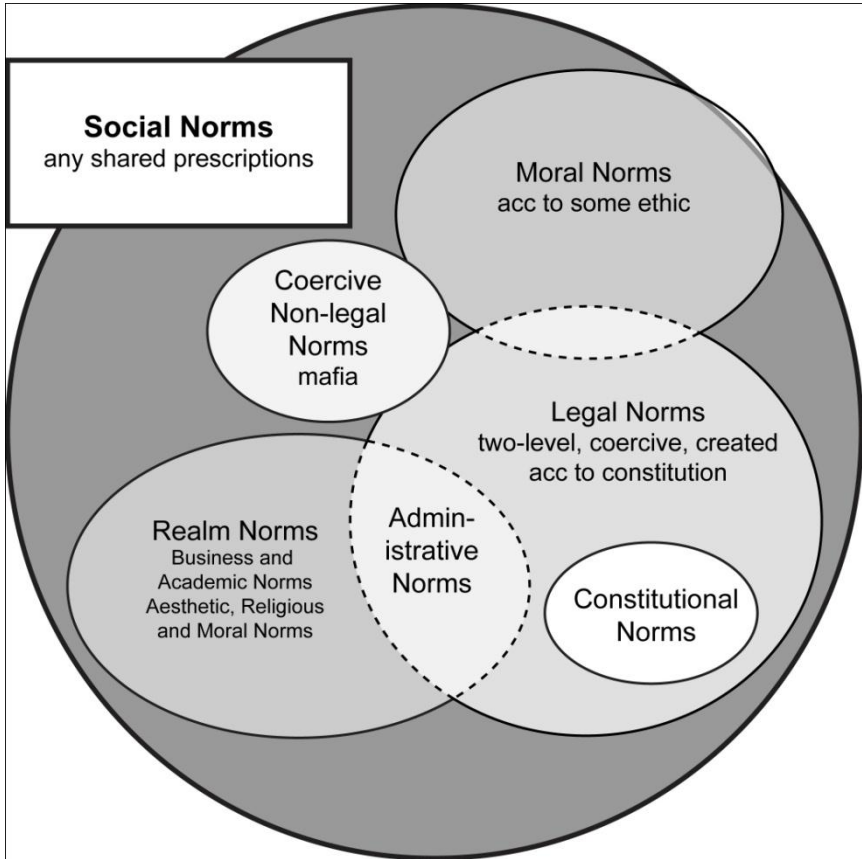 Social Norms
any shared prescriptions
Moral Norms
acc to some ethic
Coercive
Non-legal
Norms
mafia
Legal Norms
two-level, coercive, created
acc to constitution
Realm Norms
Business and
Academic Norms
Aesthetic, Religious
and Moral Norms
Admin-
istrative
Norms
Constitutional
Norms